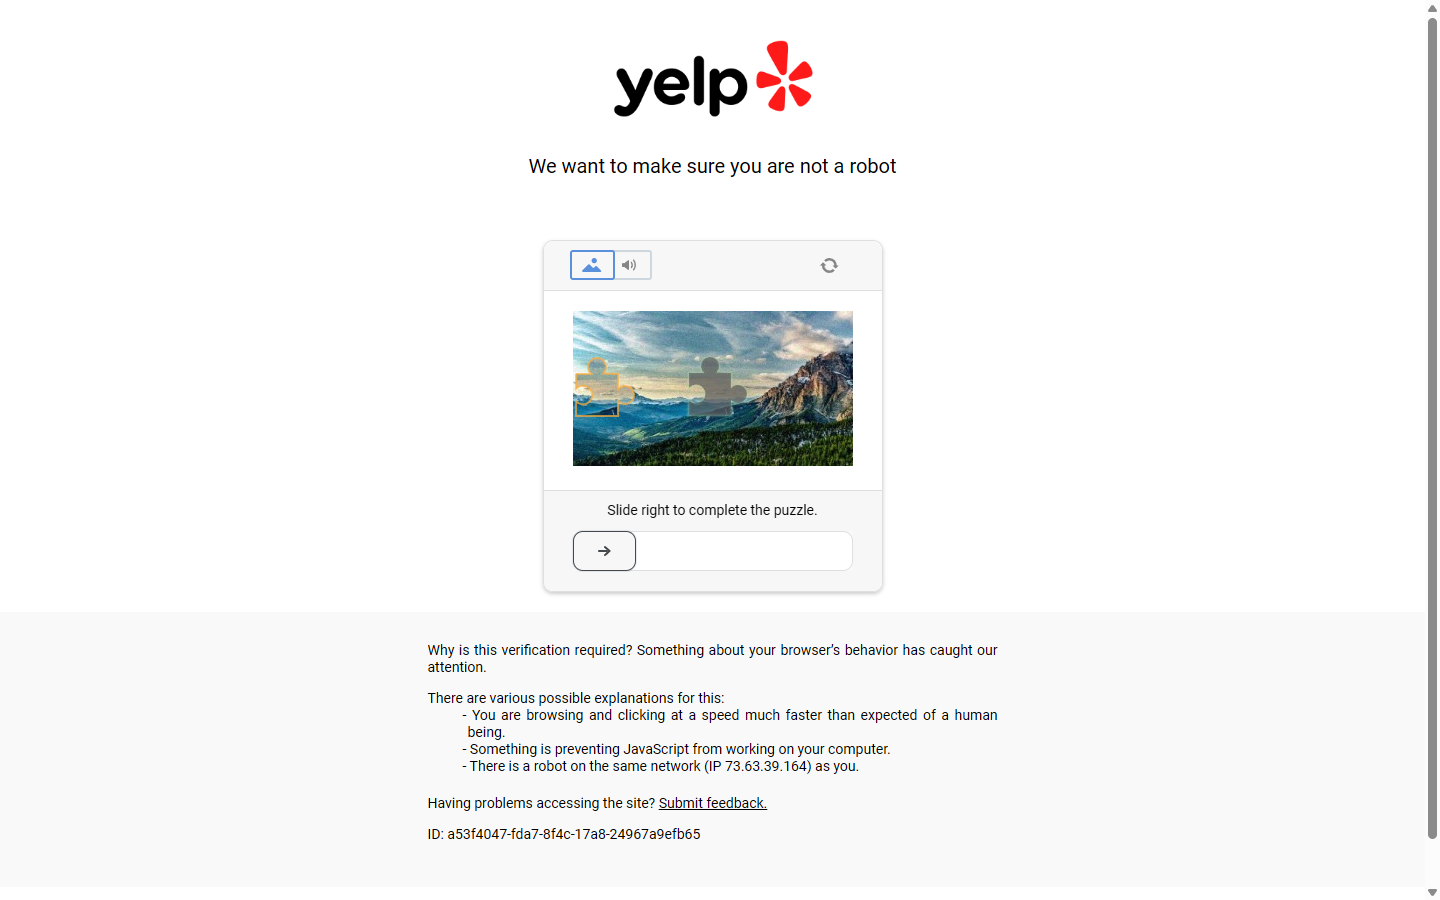 yelp
We want to make sure you are not a robot
Slide right to complete the puzzle.
Why is this verification required? Something about your browser’s behavior has caught our
attention.
There are various possible explanations for this:
- You are browsing and clicking at a speed much faster than expected of a human
being.
- Something is preventing JavaScript from working on your computer.
- There is a robot on the same network (IP 73.63.39.164) as you.
Having problems accessing the site? Submit feedback.
ID: a53f4047-fda7-8f4c-17a8-24967a9efb65